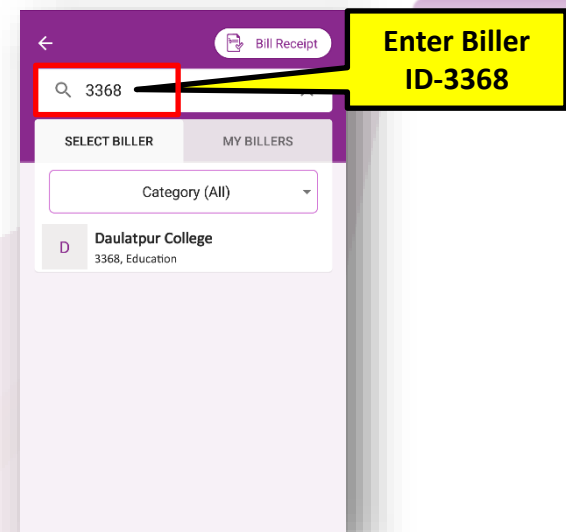 Bill Receipt
Enter Biller
ID-3368
3368
SELECT BILLER
MY BILLERS
Category (All)
D
Daulatpur College
3368, Education